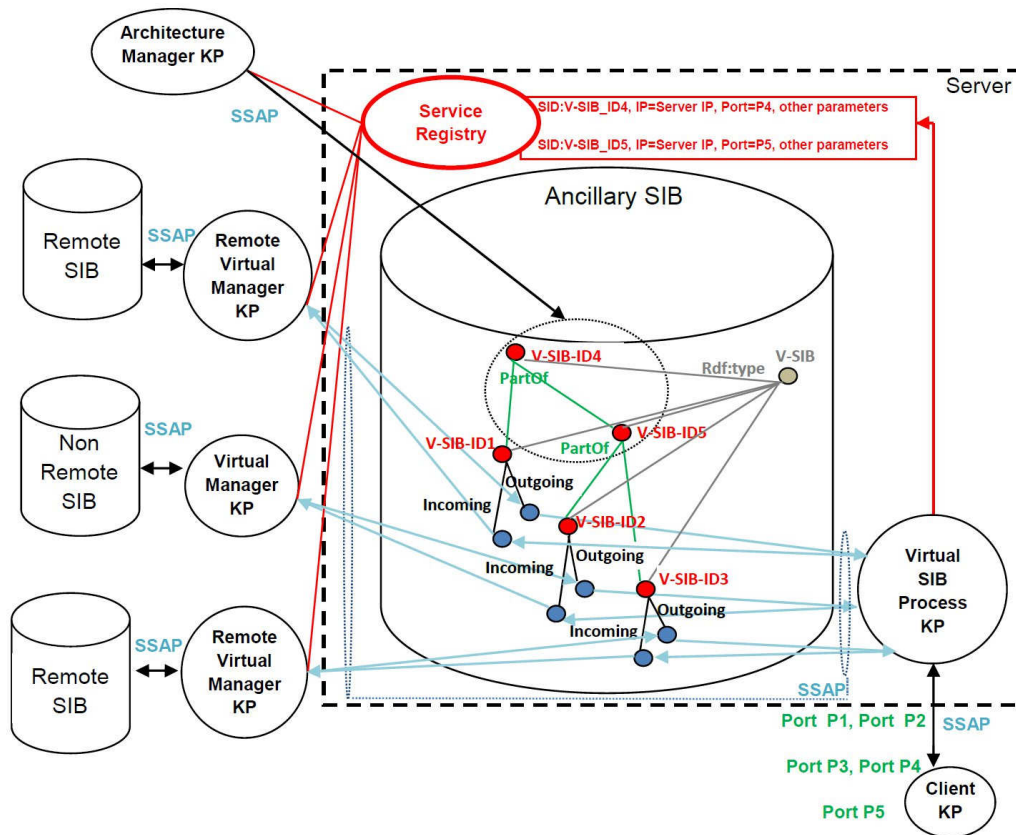 Architecture
Manager KP
Server
SSAP
Service
Registry
SID:V-SIB_ID4, IP=Server IP, Port=P4, other parameters
SID:V-SIB_ID5, IP=Server IP, Port=P5, other parameters
Ancillary SIB
Remote
SIB
SSAP
Remote
Virtual
Manager
KP
V-SIB-ID4
V-SIB
Rdf:type
PartOf
Non
Remote
SIB
SSAP
Virtual
Manager
KP
V-SIB-ID1
V-SIB-ID5
PartOf
Outgoing
Incoming
V-SIB-ID2
Outgoing
Incoming
V-SIB-ID3
Outgoing
Incoming
Virtual
SIB
Process
KP
Remote
SIB
SSAP
Remote
Virtual
Manager
KP
SSAP
Port P1, Port P2
SSAP
Port P3, Port P4
Port P5
Client
KP